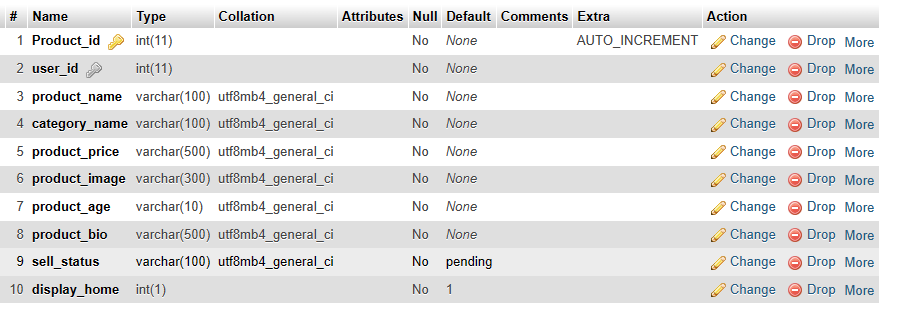 # Name Type Collation Attributes Null Default Comments Extra Action
1 Product_id int(11) No None AUTO_INCREMENT Change Drop More
2 user_id int(11) No None Change Drop More
3 product_name varchar(100) utf8mb4_general_ci No None Change Drop More
4 category_name varchar(100) utf8mb4_general_ci No None Change Drop More
5 product_price varchar(500) utf8mb4_general_ci No None Change Drop More
6 product_image varchar(300) utf8mb4_general_ci No None Change Drop More
7 product_age varchar(10) utf8mb4_general_ci No None Change Drop More
8 product_bio varchar(500) utf8mb4_general_ci No None Change Drop More
9 sell_status varchar(100) utf8mb4_general_ci No pending Change Drop More
10 display_home int(1) No 1 Change Drop More